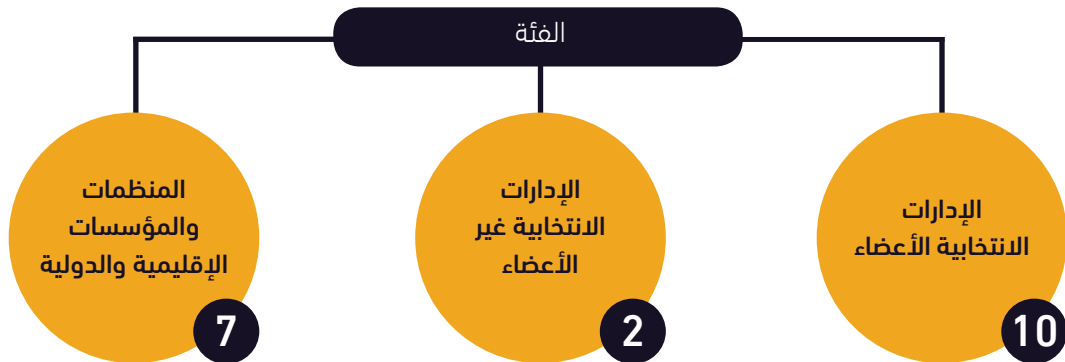 الفئة
الإدارات
الانتخابية الأعضاء
10
الإدارات
الانتخابية غير
الأعضاء
2
المنظمات
والمؤسسات
الإقليمية والدولية
7